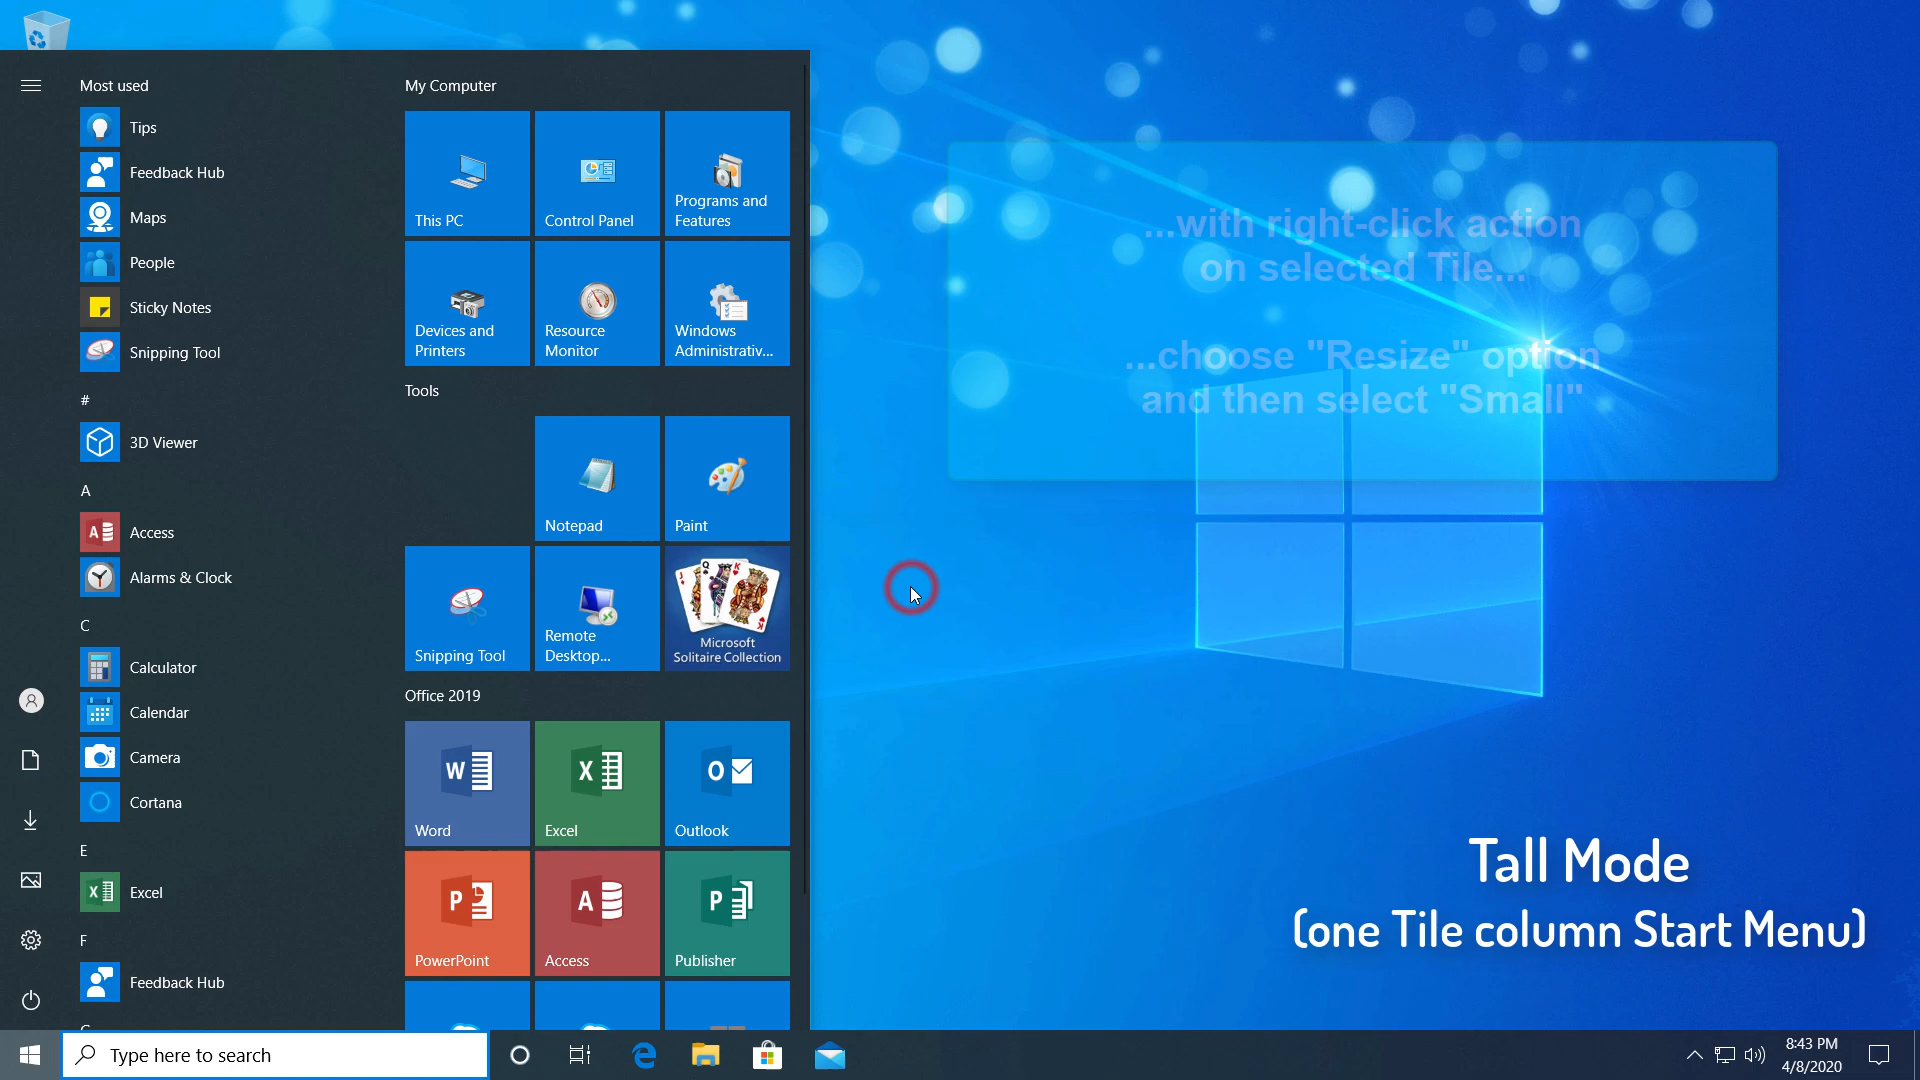 Most used
Tips
Feedback Hub
Maps
People
Sticky Notes
Snipping Tool
#
3D Viewer
A
Access
Alarms & Clock
C
Calculator
Calendar
Camera
Cortana
E
Excel
F
Feedback Hub
My Computer
This PC
Control Panel
Programs and
Features
Devices and
Printers
Resource
Monitor
Windows
Administrativ...
Tools
Notepad
Paint
Snipping Tool
Remote
Desktop...
Microsoft
Solitaire Collection
Office 2019
Word
Excel
Outlook
PowerPoint
Access
Publisher
...with right-click action
on selected Tile...
...choose "Resize" option
and then select "Small"
Tall Mode
(one Tile column Start Menu)
Type here to search
8:43 PM
4/8/2020